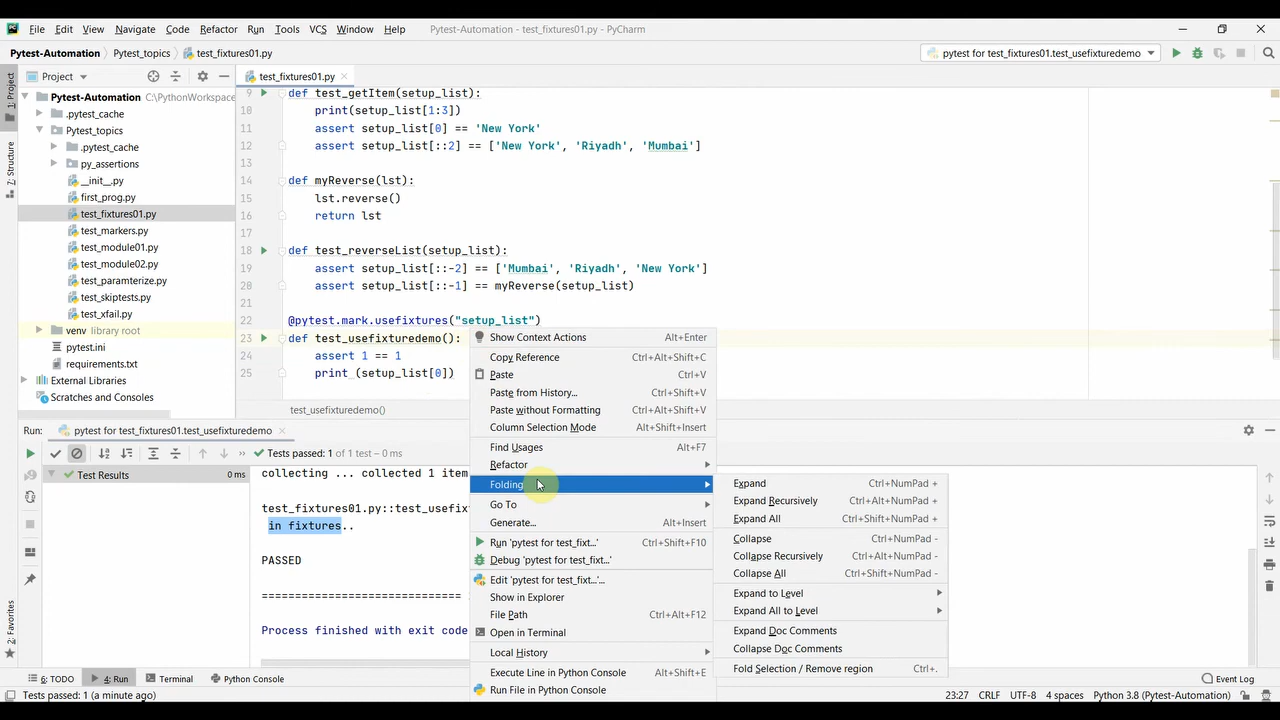 File Edit View Navigate Code Refactor Run Tools VCS Window Help Pytest-Automation - test_fixtures01.py - PyCharm
Pytest-Automation Pytest_topics test_fixtures01.py pytest for test_fixtures01.test_usefixturedemo
1: Project
7: Structure
2: Favorites
Project
Pytest-Automation C:\PythonWorkspace
.pytest_cache
Pytest_topics
.pytest_cache
py_assertions
__init__.py
first_prog.py
test_fixtures01.py
test_markers.py
test_module01.py
test_module02.py
test_paramterize.py
test_skiptests.py
test_xfail.py
venv library root
pytest.ini
requirements.txt
External Libraries
Scratches and Consoles
test_fixtures01.py
9 def test_getItem(setup_list):
10 print(setup_list[1:3])
11 assert setup_list[0] == 'New York'
12 assert setup_list[::2] == ['New York', 'Riyadh', 'Mumbai']
13
14 def myReverse(lst):
15 lst.reverse()
16 return lst
17
18 def test_reverseList(setup_list):
19 assert setup_list[::-2] == ['Mumbai', 'Riyadh', 'New York']
20 assert setup_list[::-1] == myReverse(setup_list)
21
22 @pytest.mark.usefixtures("setup_list")
23 def test_usefixturedemo():
24 assert 1 == 1
25 print (setup_list[0])
test_usefixturedemo()
Show Context Actions Alt+Enter
Copy Reference Ctrl+Alt+Shift+C
Paste Ctrl+V
Paste from History... Ctrl+Shift+V
Paste without Formatting Ctrl+Alt+Shift+V
Column Selection Mode Alt+Shift+Insert
Find Usages Alt+F7
Refactor
Folding
Go To
Generate... Alt+Insert
Run 'pytest for test_fixt...' Ctrl+Shift+F10
Debug 'pytest for test_fixt...'
Edit 'pytest for test_fixt...'...
Show in Explorer
File Path Ctrl+Alt+F12
Open in Terminal
Local History
Execute Line in Python Console Alt+Shift+E
Run File in Python Console
Expand Ctrl+NumPad +
Expand Recursively Ctrl+Alt+NumPad +
Expand All Ctrl+Shift+NumPad +
Collapse Ctrl+NumPad -
Collapse Recursively Ctrl+Alt+NumPad -
Collapse All Ctrl+Shift+NumPad -
Expand to Level
Expand All to Level
Expand Doc Comments
Collapse Doc Comments
Fold Selection / Remove region Ctrl+.
Run: pytest for test_fixtures01.test_usefixturedemo
Tests passed: 1 of 1 test – 0 ms
Test Results 0 ms
collecting ... collected 1 item
test_fixtures01.py::test_usefixt
in fixtures..
PASSED
=============================
Process finished with exit code
6: TODO 4: Run Terminal Python Console Event Log
Tests passed: 1 (a minute ago) 23:27 CRLF UTF-8 4 spaces Python 3.8 (Pytest-Automation)